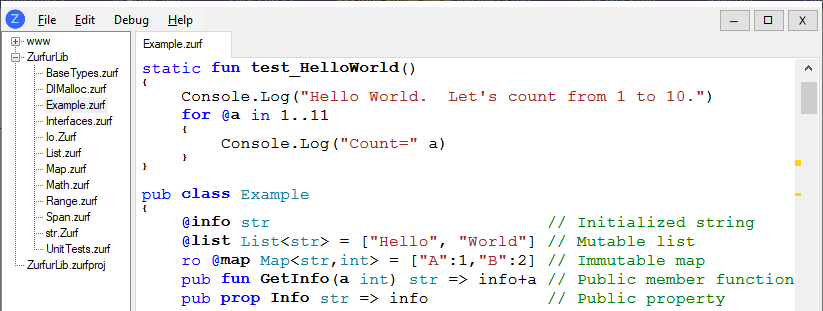 Z File Edit Debug Help
www
ZurfurLib
BaseTypes.zurf
DlMalloc.zurf
Example.zurf
Interfaces.zurf
Io.Zurf
List.zurf
Map.zurf
Math.zurf
Range.zurf
Span.zurf
str.Zurf
UnitTests.zurf
ZurfurLib.zurfproj
Example.zurf
static fun test_HelloWorld()
{
Console.Log("Hello World.  Let's count from 1 to 10.")
for @a in 1..11
{
Console.Log("Count=" a)
}
}
pub class Example
{
@info str // Initialized string
@list List<str> = ["Hello", "World"] // Mutable list
ro @map Map<str,int> = ["A":1,"B":2] // Immutable map
pub fun GetInfo(a int) str => info+a // Public member function
pub prop Info str => info // Public property